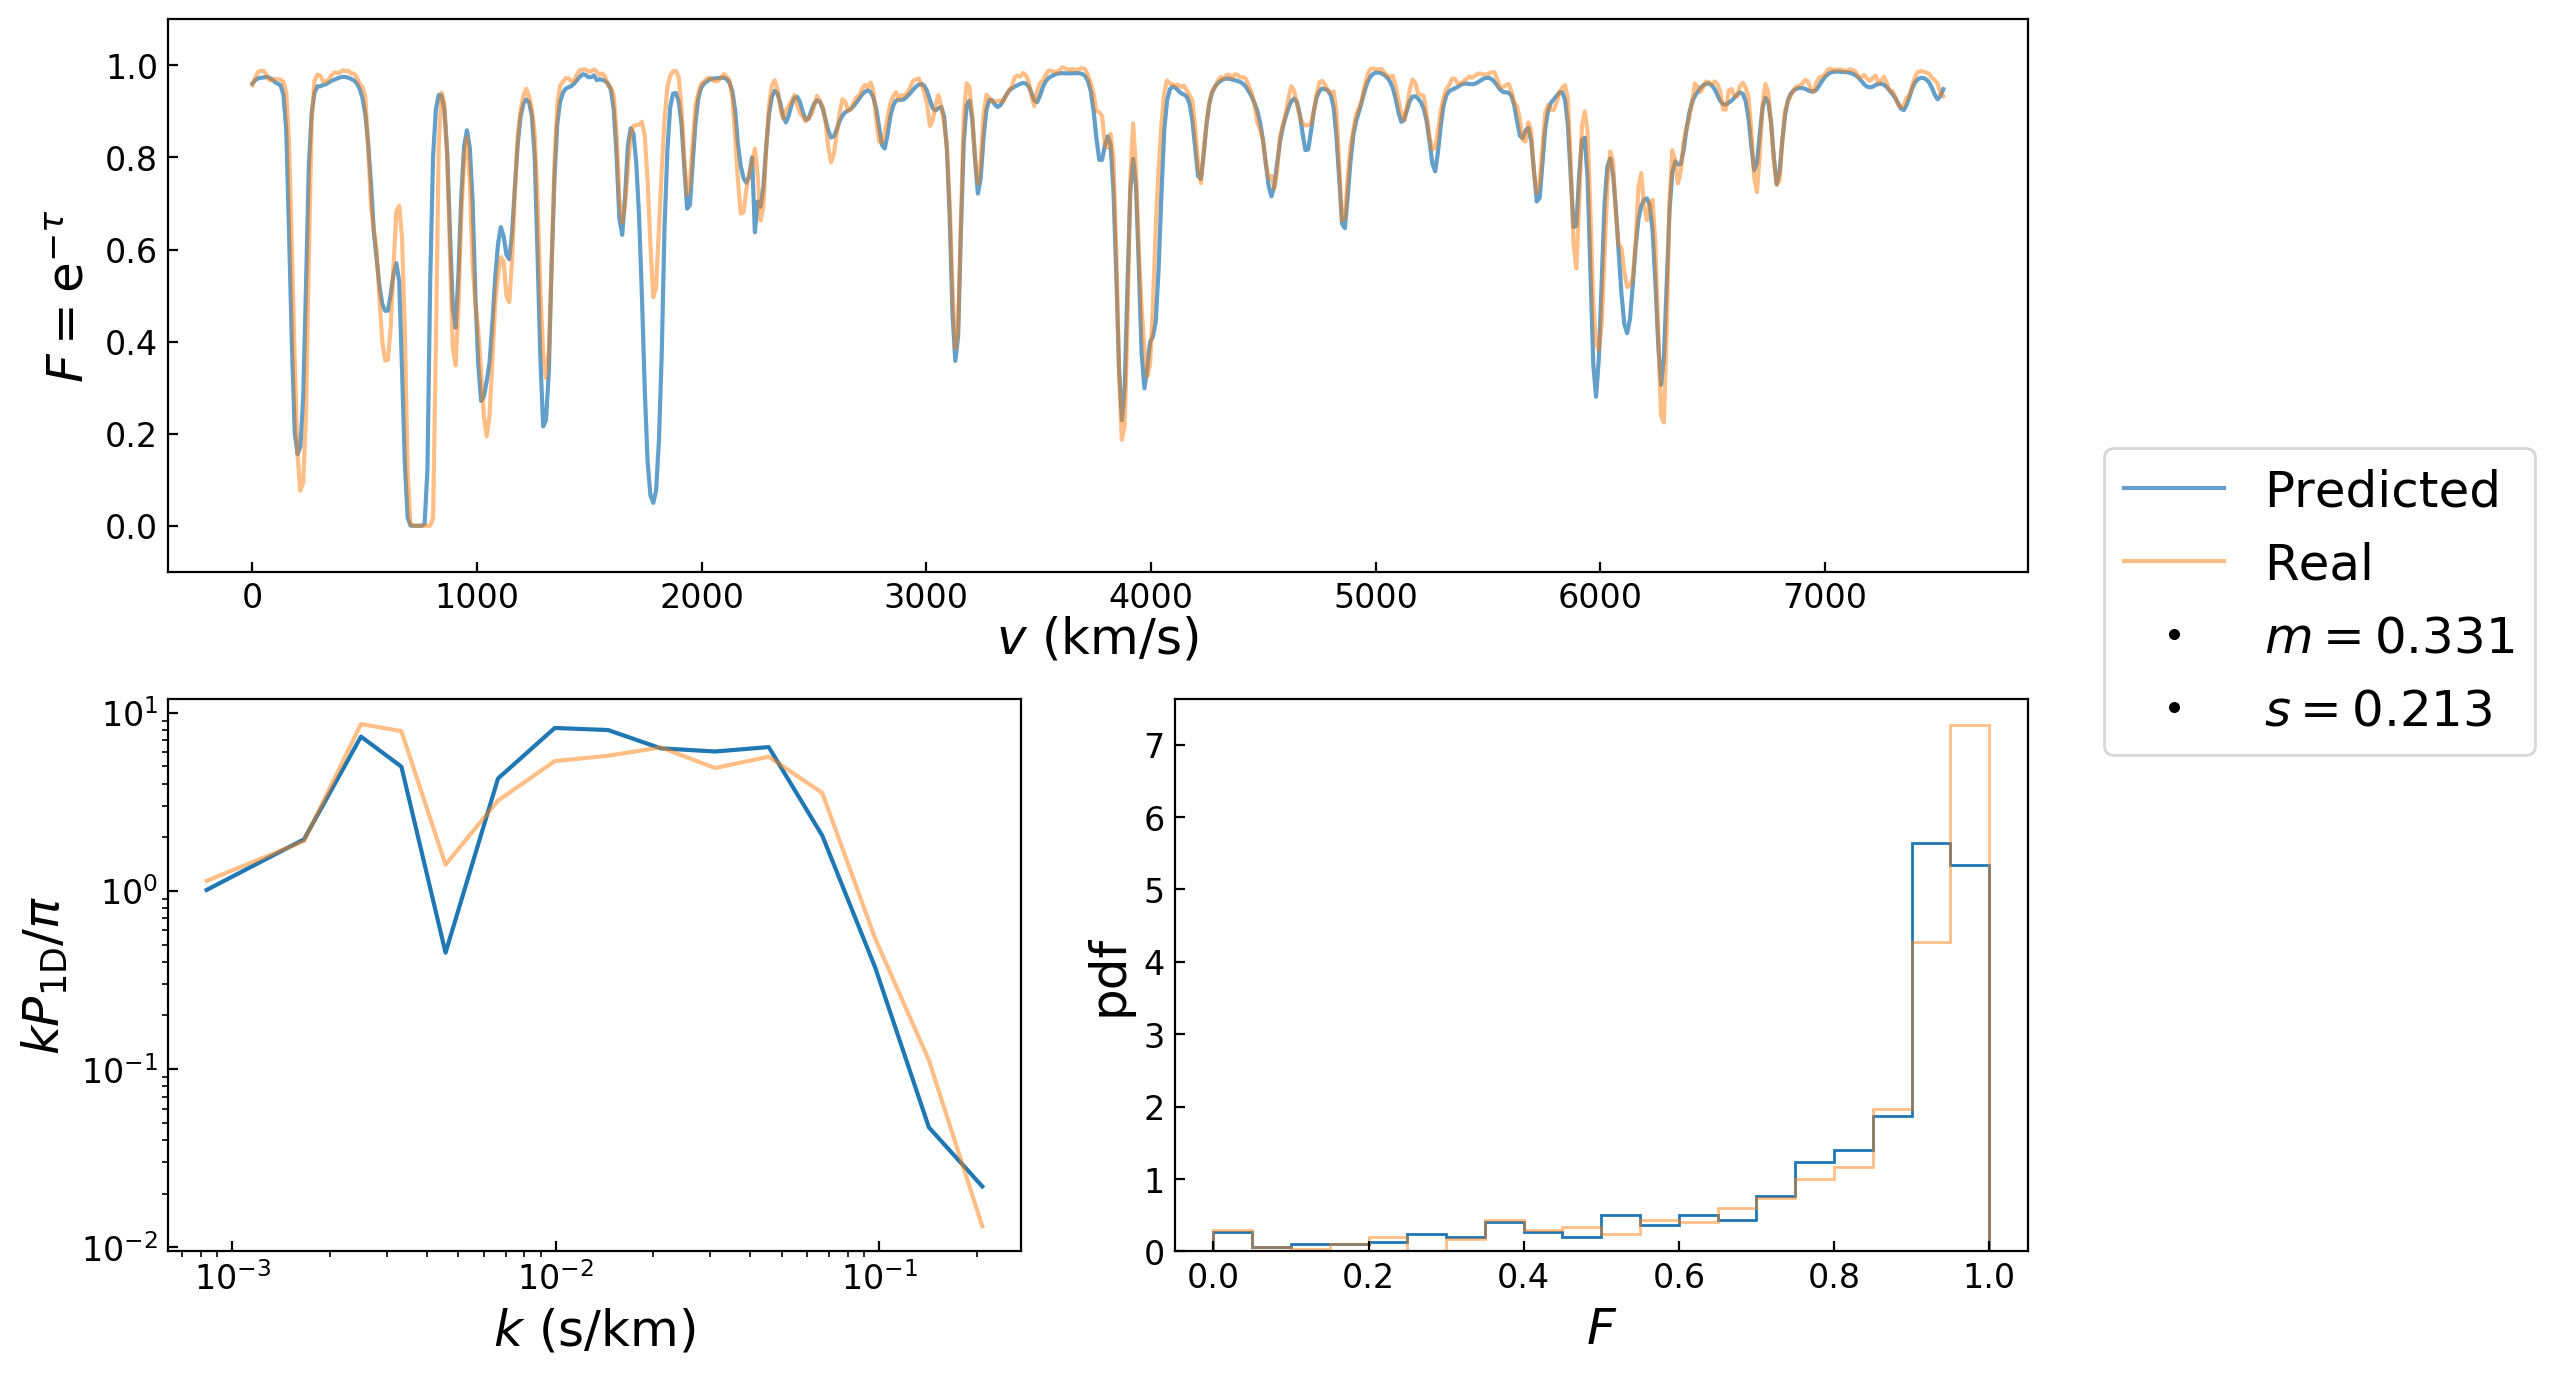 F = e^{−τ}
1.0
0.8
0.6
0.4
0.2
0.0
0 1000 2000 3000 4000 5000 6000 7000
v (km/s)
Predicted
Real
m = 0.331
s = 0.213
kP_{1D}/π
10^1
10^0
10^{−1}
10^{−2}
10^{−3} 10^{−2} 10^{−1}
k (s/km)
pdf
7
6
5
4
3
2
1
0
0.0 0.2 0.4 0.6 0.8 1.0
F